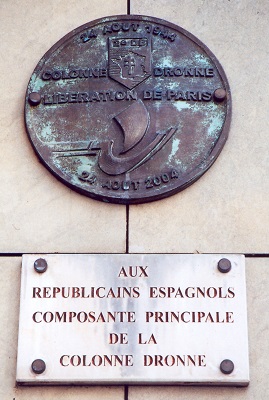 24 AOUT 1944
COLONNE DRONNE
LIBERATION DE PARIS
24 AOUT 2004
AUX
REPUBLICAINS ESPAGNOLS
COMPOSANTE PRINCIPALE
DE LA
COLONNE DRONNE